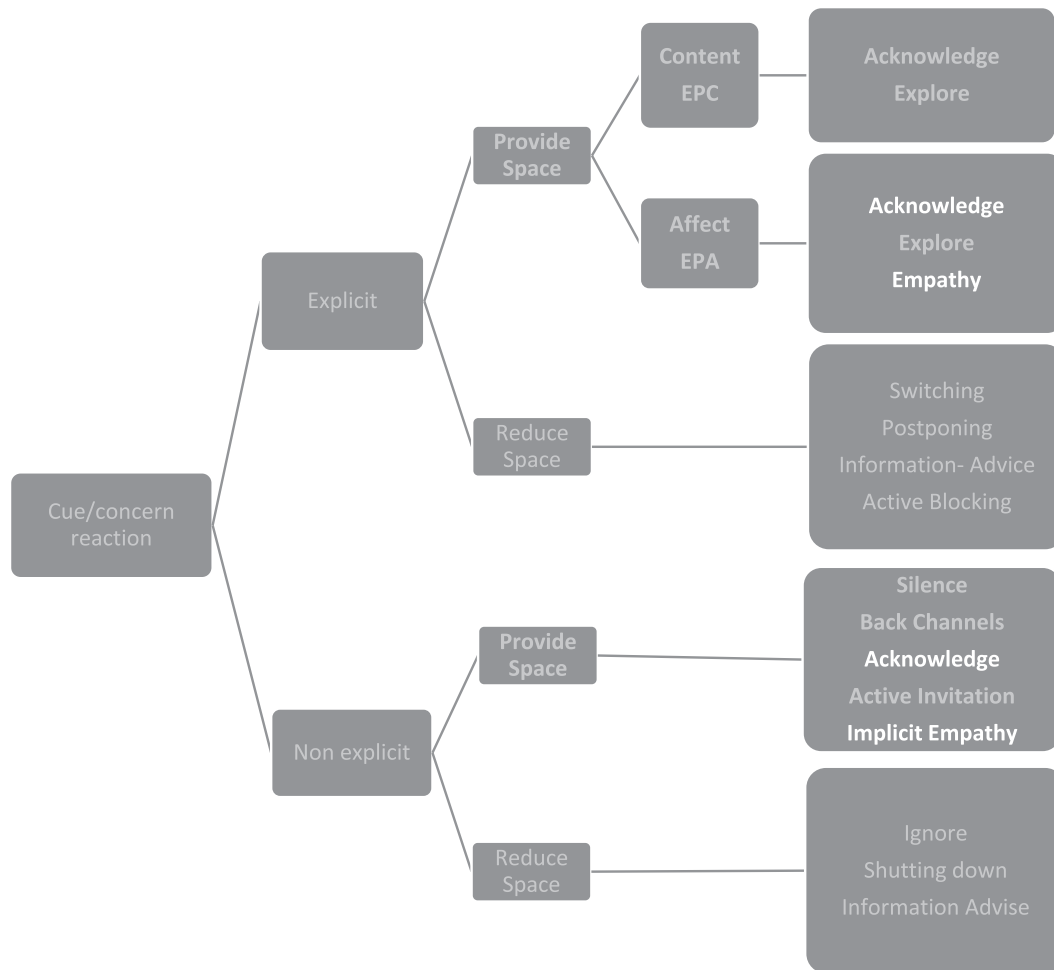 Cue/concern
reaction
Explicit
Provide
Space
Content
EPC
Acknowledge
Explore
Affect
EPA
Acknowledge
Explore
Empathy
Reduce
Space
Switching
Postponing
Information- Advice
Active Blocking
Non explicit
Provide
Space
Silence
Back Channels
Acknowledge
Active Invitation
Implicit Empathy
Reduce
Space
Ignore
Shutting down
Information Advise